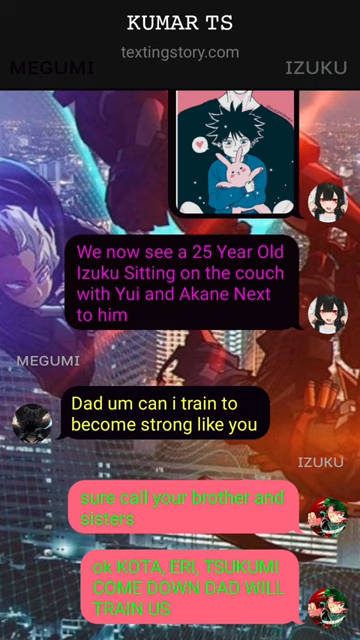 KUMAR TS
textingstory.com
MEGUMI
IZUKU
We now see a 25 Year Old
Izuku Sitting on the couch
with Yui and Akane Next
to him
MEGUMI
Dad um can i train to
become strong like you
IZUKU
sure call your brother and
sisters
ok KOTA, ERI, TSUKUMI
COME DOWN DAD WILL
TRAIN US